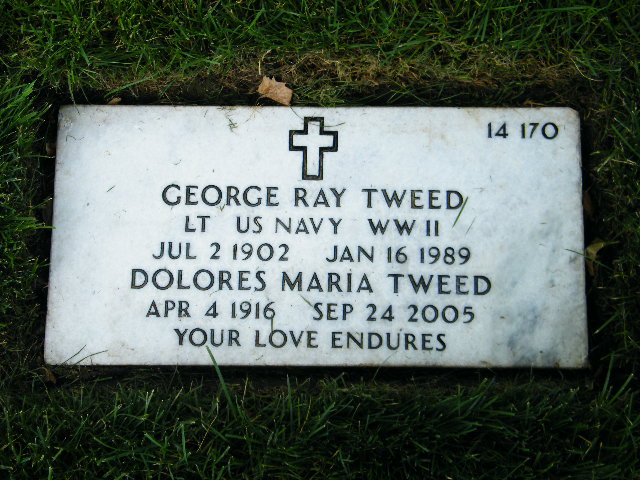 14 170
GEORGE RAY TWEED
LT US NAVY WW II
JUL 2 1902 JAN 16 1989
DOLORES MARIA TWEED
APR 4 1916 SEP 24 2005
YOUR LOVE ENDURES